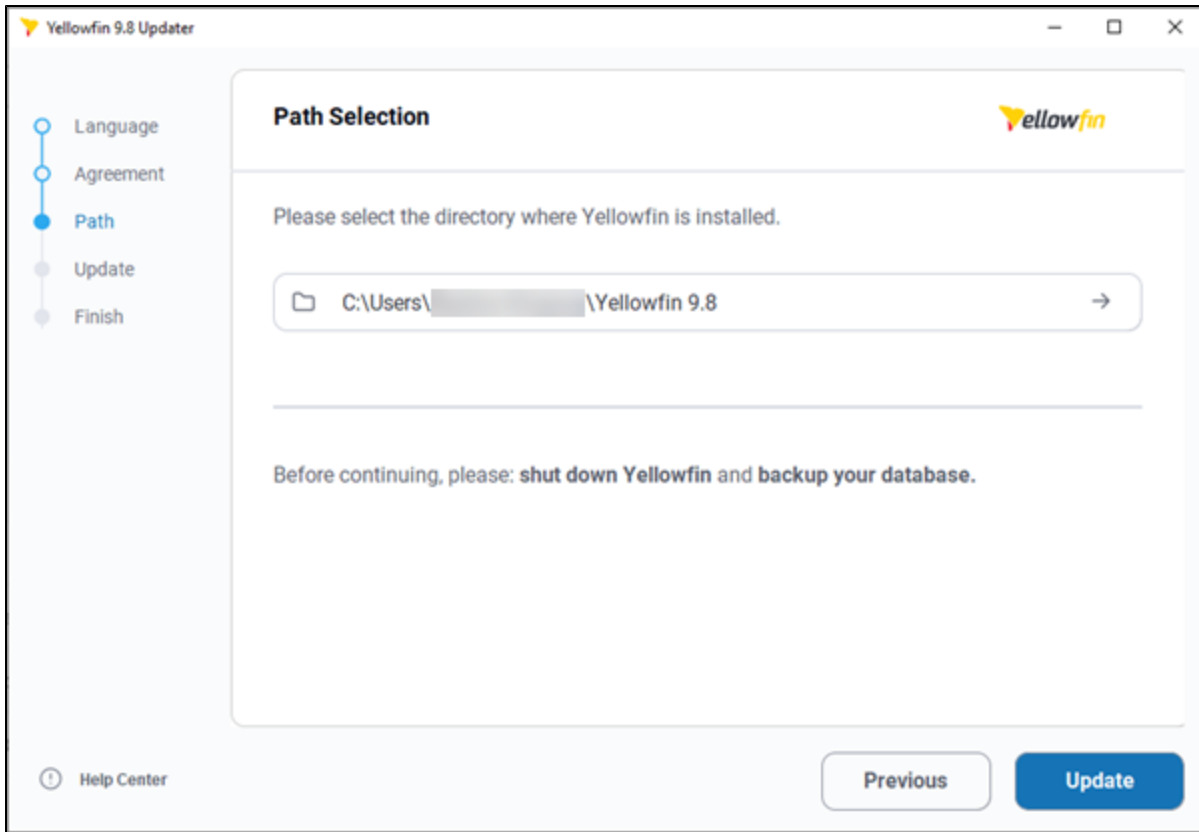 Yellowfin 9.8 Updater
Language
Agreement
Path
Update
Finish
Path Selection
Yellowfin
Please select the directory where Yellowfin is installed.
C:\Users\ \Yellowfin 9.8
Before continuing, please: shut down Yellowfin and backup your database.
Help Center
Previous
Update